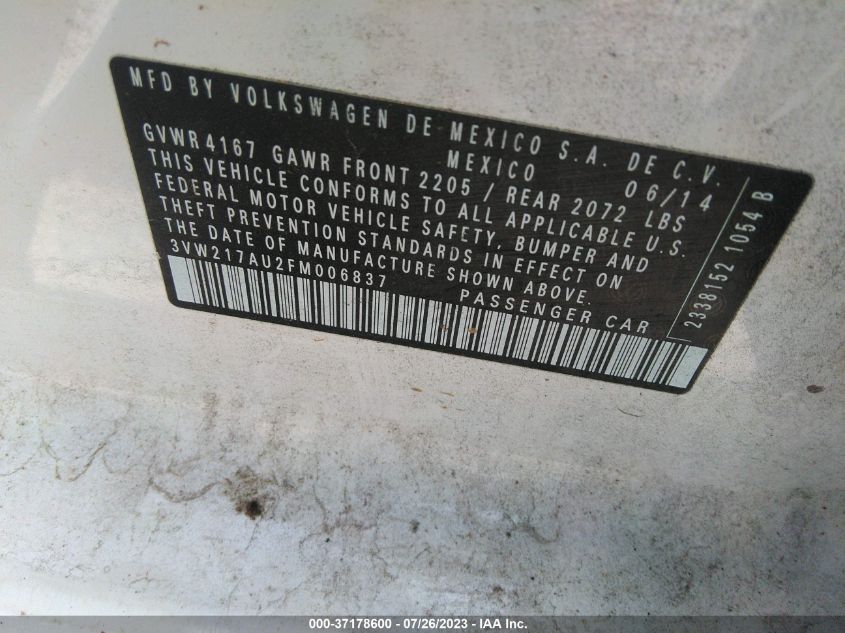 MFD BY VOLKSWAGEN DE MEXICO S.A. DE C.V.
MEXICO 06/14
GVWR 4167 GAWR FRONT 2205 / REAR 2072 LBS
THIS VEHICLE CONFORMS TO ALL APPLICABLE U.S.
FEDERAL MOTOR VEHICLE SAFETY, BUMPER AND
THEFT PREVENTION STANDARDS IN EFFECT ON
THE DATE OF MANUFACTURE SHOWN ABOVE.
3VW217AU2FM006837 PASSENGER CAR
2338152 1054 B
000-37178600 - 07/26/2023 - IAA Inc.